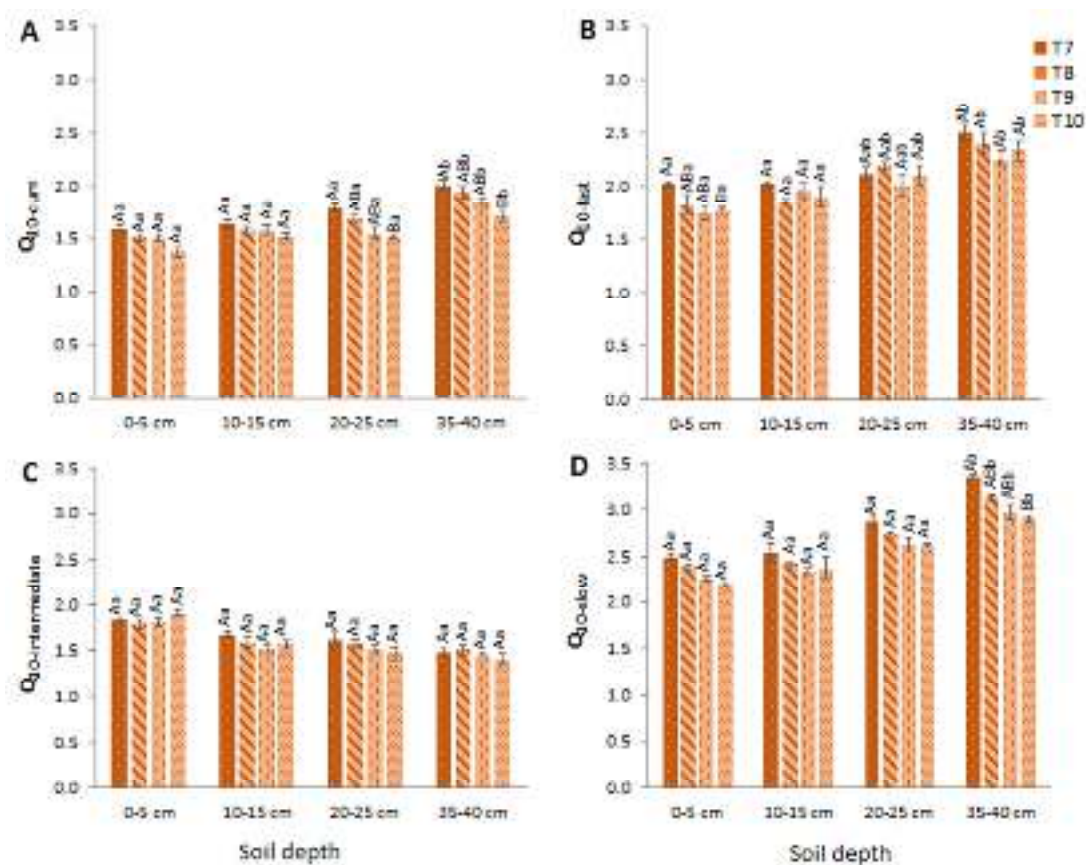 A
3.5
3.0
2.5
2.0
1.5
1.0
0.5
0.0
Q10-cum
Aa Aa Aa Aa
Aa Aa Aa Aa
Aa ABa ABa Ba
Ab ABb ABb Bb
0-5 cm 10-15 cm 20-25 cm 35-40 cm
B
3.5
3.0
2.5
2.0
1.5
1.0
0.5
0.0
Q10-fast
Aa ABa ABa Ba
Aa Aa Aa Aa
Aab Aab Aab Aab
Ab Ab Ab Ab
0-5 cm 10-15 cm 20-25 cm 35-40 cm
T7
T8
T9
T10
C
3.5
3.0
2.5
2.0
1.5
1.0
0.5
0.0
Q10-intermediate
Aa Aa Aa Aa
Aa Aa Aa Aa
Aa Aa Aa Aa
Aa Aa Aa Aa
0-5 cm 10-15 cm 20-25 cm 35-40 cm
Soil depth
D
3.5
3.0
2.5
2.0
1.5
1.0
0.5
0.0
Q10-slow
Aa Aa Aa Aa
Aa Aa Aa Aa
Aa Aa Aa Aa
Ab ABb ABb Bb
0-5 cm 10-15 cm 20-25 cm 35-40 cm
Soil depth